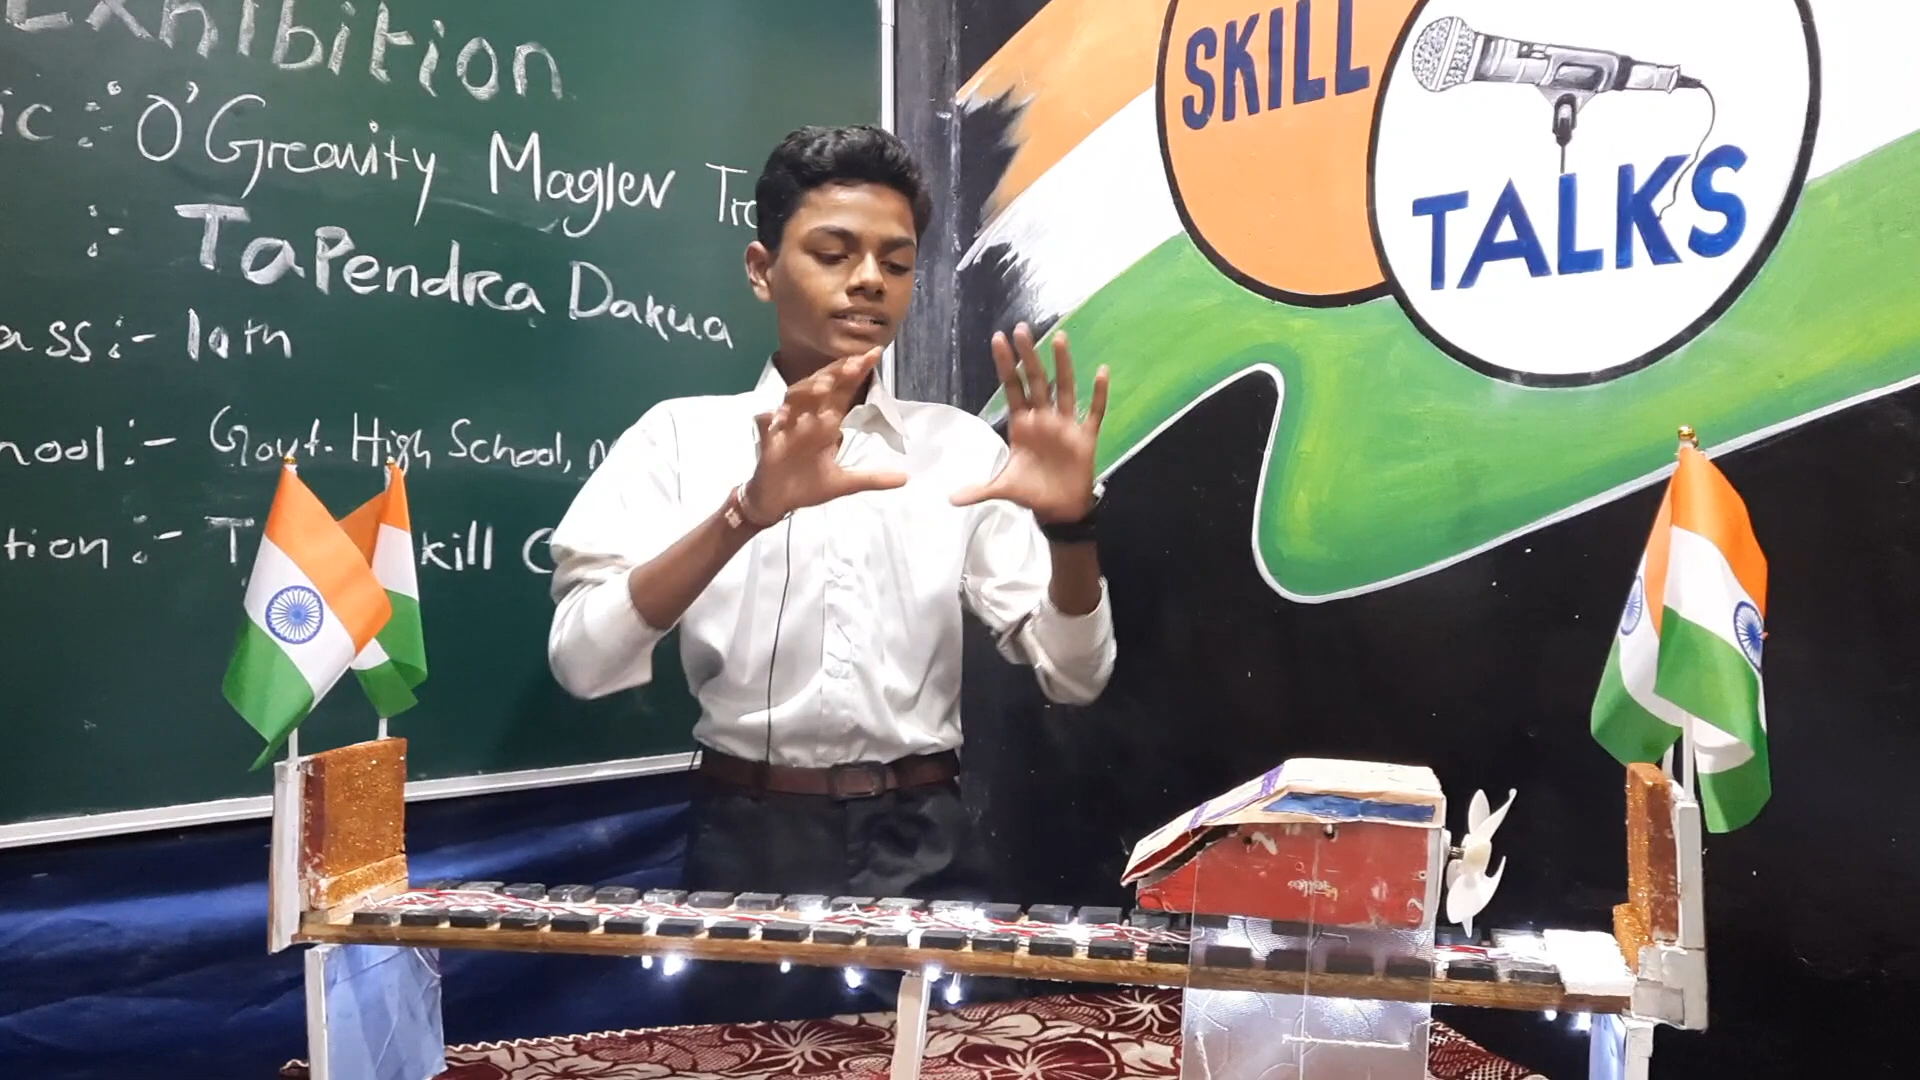 Exhibition
ic :- O'Greavity Maglev Tra
:- Tapendra Dakua
ass :- 10th
hool :- Govt. High School,
tion :- T kill C
SKILL
TALKS